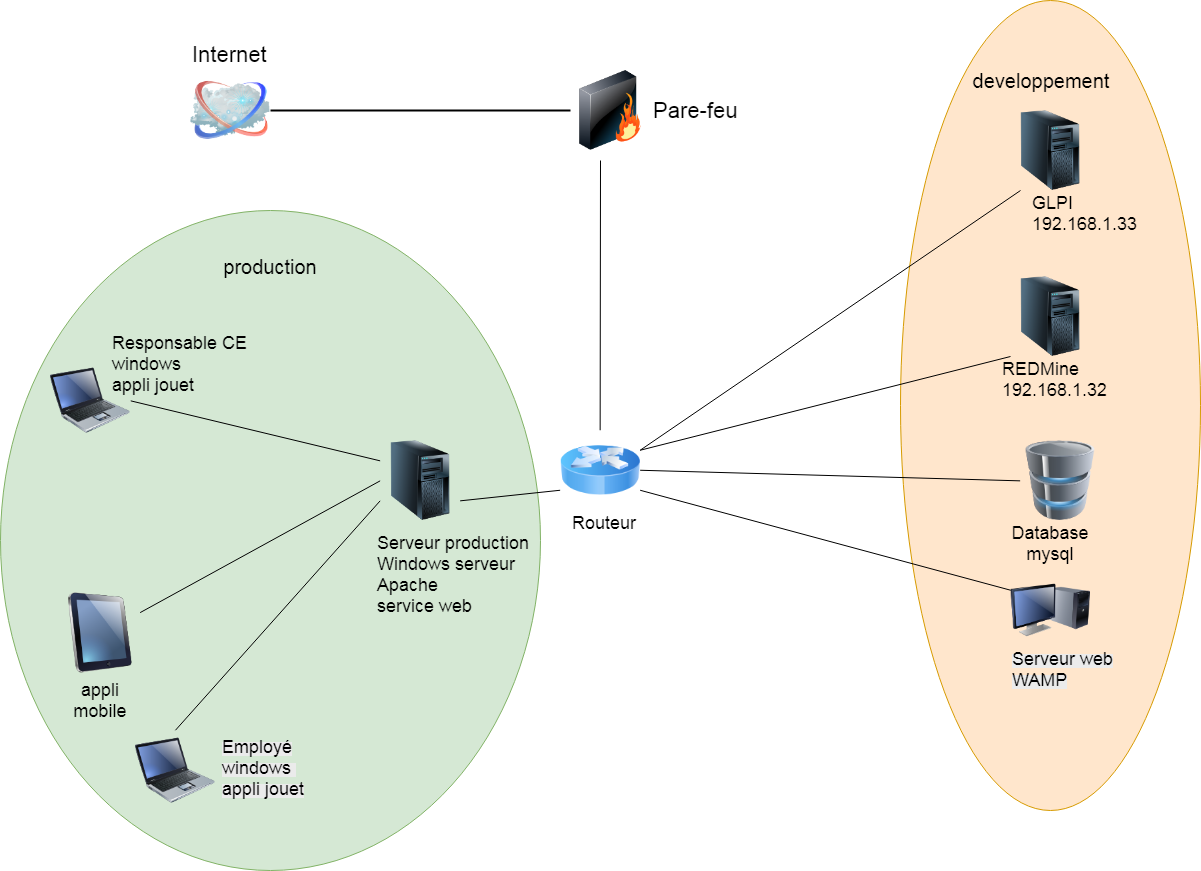 Internet
Pare-feu
developpement
GLPI
192.168.1.33
production
Responsable CE
windows
appli jouet
REDMine
192.168.1.32
Routeur
Serveur production
Windows serveur
Apache
service web
Database
mysql
Serveur web
WAMP
appli
mobile
Employé
windows
appli jouet